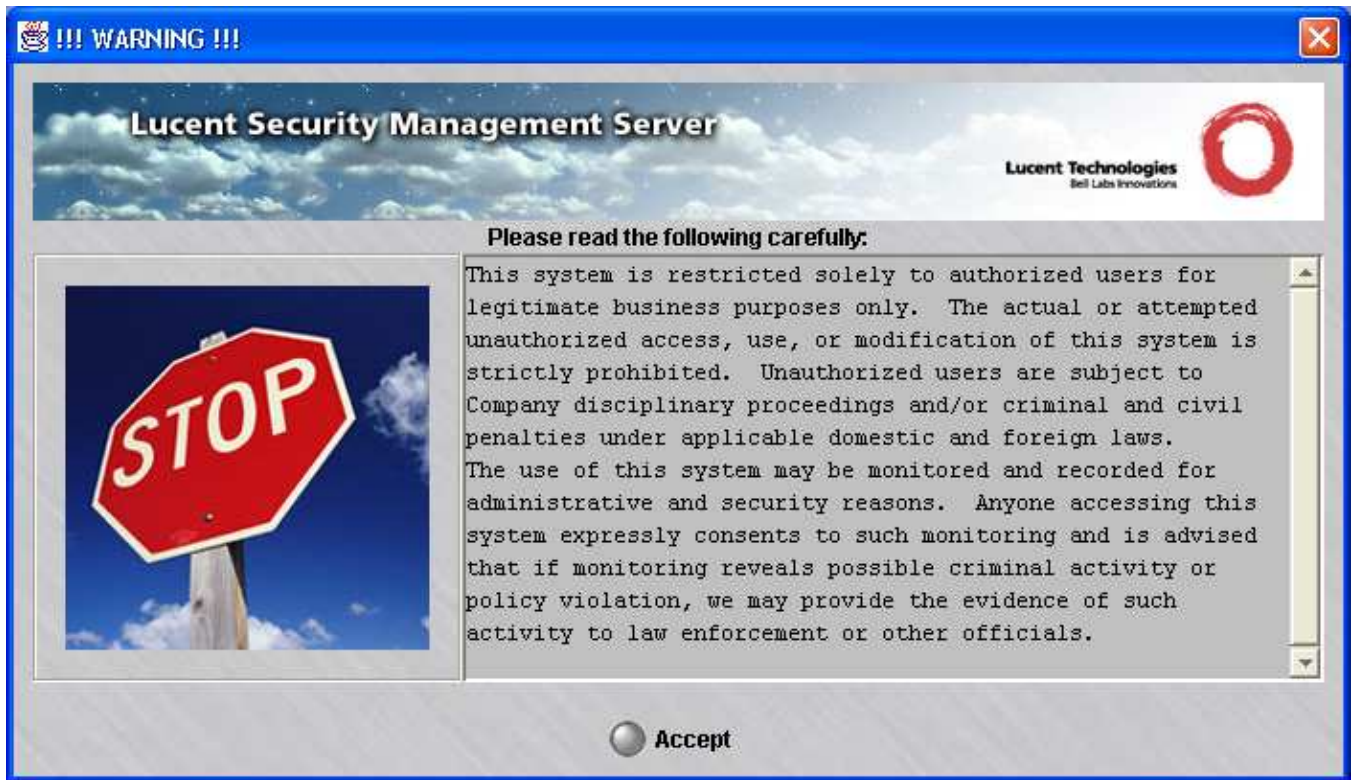 !!! WARNING !!!
Lucent Security Management Server
Lucent Technologies
Bell Labs Innovations
Please read the following carefully:
STOP
This system is restricted solely to authorized users for
legitimate business purposes only.  The actual or attempted
unauthorized access, use, or modification of this system is
strictly prohibited.  Unauthorized users are subject to
Company disciplinary proceedings and/or criminal and civil
penalties under applicable domestic and foreign laws.
The use of this system may be monitored and recorded for
administrative and security reasons.  Anyone accessing this
system expressly consents to such monitoring and is advised
that if monitoring reveals possible criminal activity or
policy violation, we may provide the evidence of such
activity to law enforcement or other officials.
Accept